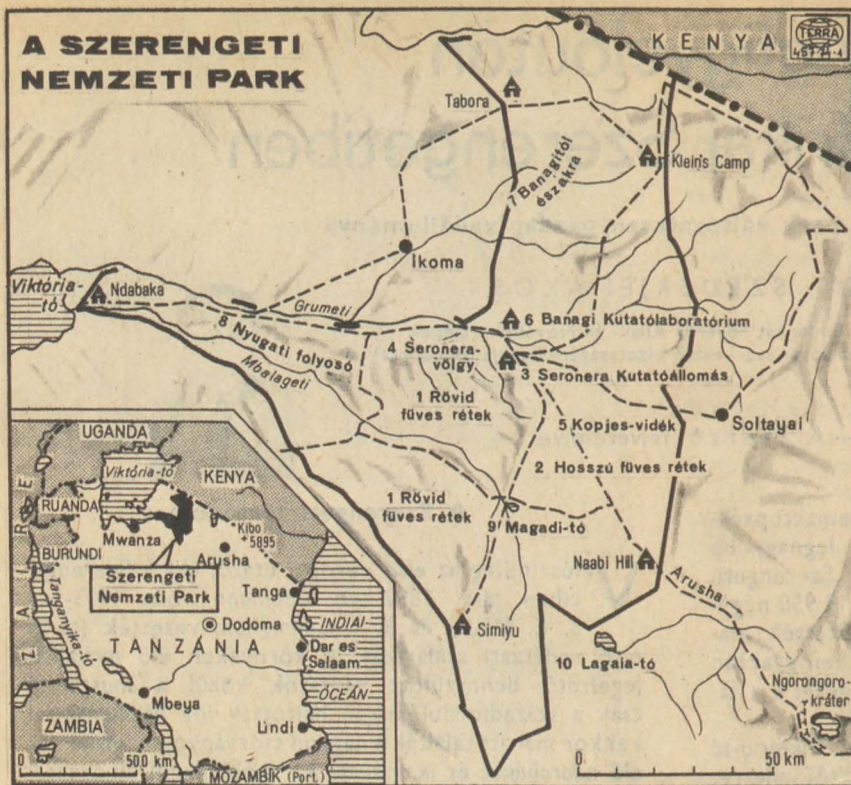 A SZERENGETI
NEMZETI PARK
KENYA
TERRA
Tabora
Klein's Camp
7 Banagitól
északra
Ikoma
Viktória-
tó
Ndabaka
Grumeti
6 Banagi Kutatólaboratórium
8 Nyugati folyosó
4 Seronera-
völgy
Mbalageti
3 Seronera Kutatóállomás
1 Rövid
füves rétek
Soltayai
5 Kopjes-vidék
2 Hosszú füves rétek
1 Rövid
füves rétek
9 Magadi-tó
Naabi Hill
Arusha
Simiyu
10 Lagaia-tó
Ngorongoro-
kráter
0
50 km
UGANDA
Viktória-tó
KENYA
RUANDA
Mwanza
Kibo
+ 5895
BURUNDI
Arusha
ZAIRE
Szerengeti
Nemzeti Park
Tanga
Tanganyika-tó
Dodoma
INDIAI
TANZÁNIA
Dar es
Salaam
Mbeya
ÓCEÁN
ZAMBIA
Lindi
0
500 km
MOZAMBIK (Port.)